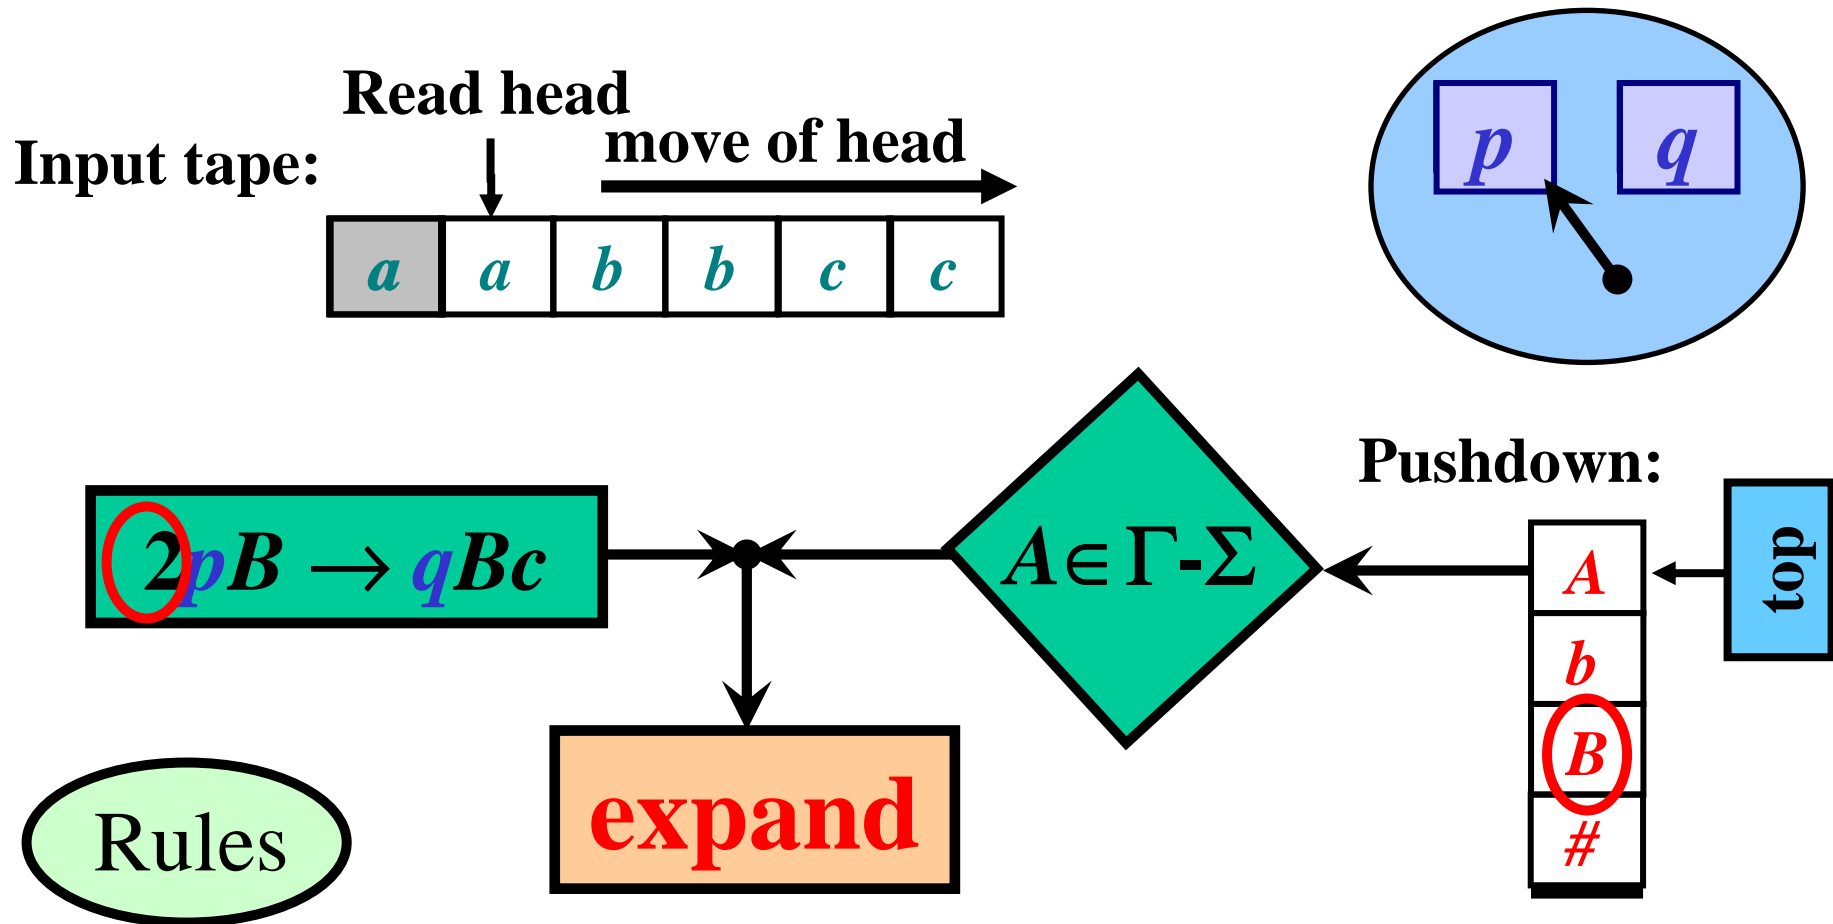 Read head
Input tape:
move of head
a a b b c c
p q
2pB → qBc
A ∈ Γ-Σ
Pushdown:
top
A
b
B
#
expand
Rules